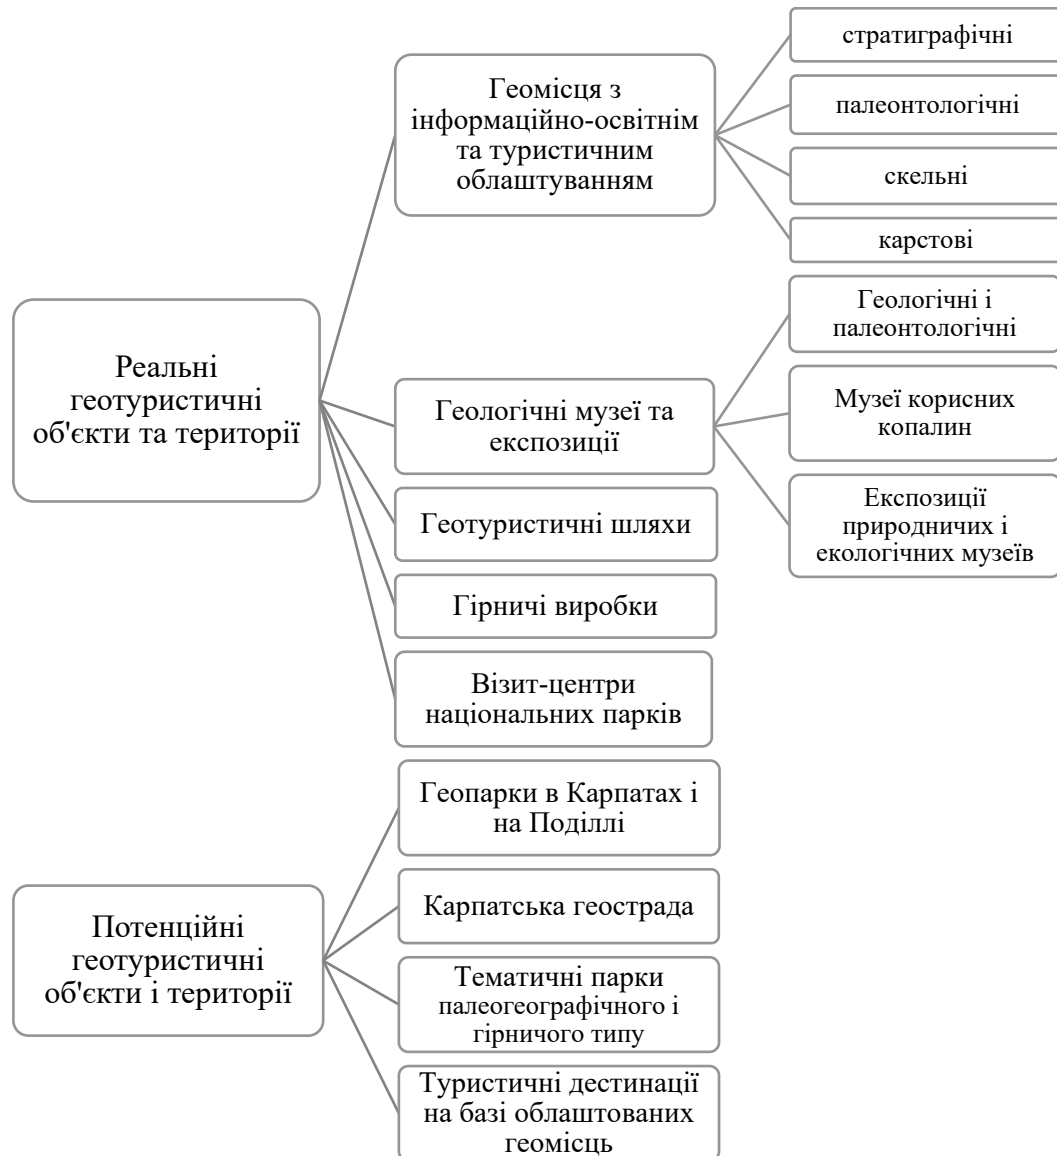 Реальні
геотуристичні
об'єкти та території
Геомісця з
інформаційно-освітнім
та туристичним
облаштуванням
стратиграфічні
палеонтологічні
скельні
карстові
Геологічні музеї та
експозиції
Геологічні і
палеонтологічні
Музеї корисних
копалин
Експозиції
природничих і
екологічних музеїв
Геотуристичні шляхи
Гірничі виробки
Візит-центри
національних парків
Потенційні
геотуристичні
об'єкти і території
Геопарки в Карпатах і
на Поділлі
Карпатська геострада
Тематичні парки
палеогеографічного і
гірничого типу
Туристичні дестинації
на базі облаштованих
геомісць